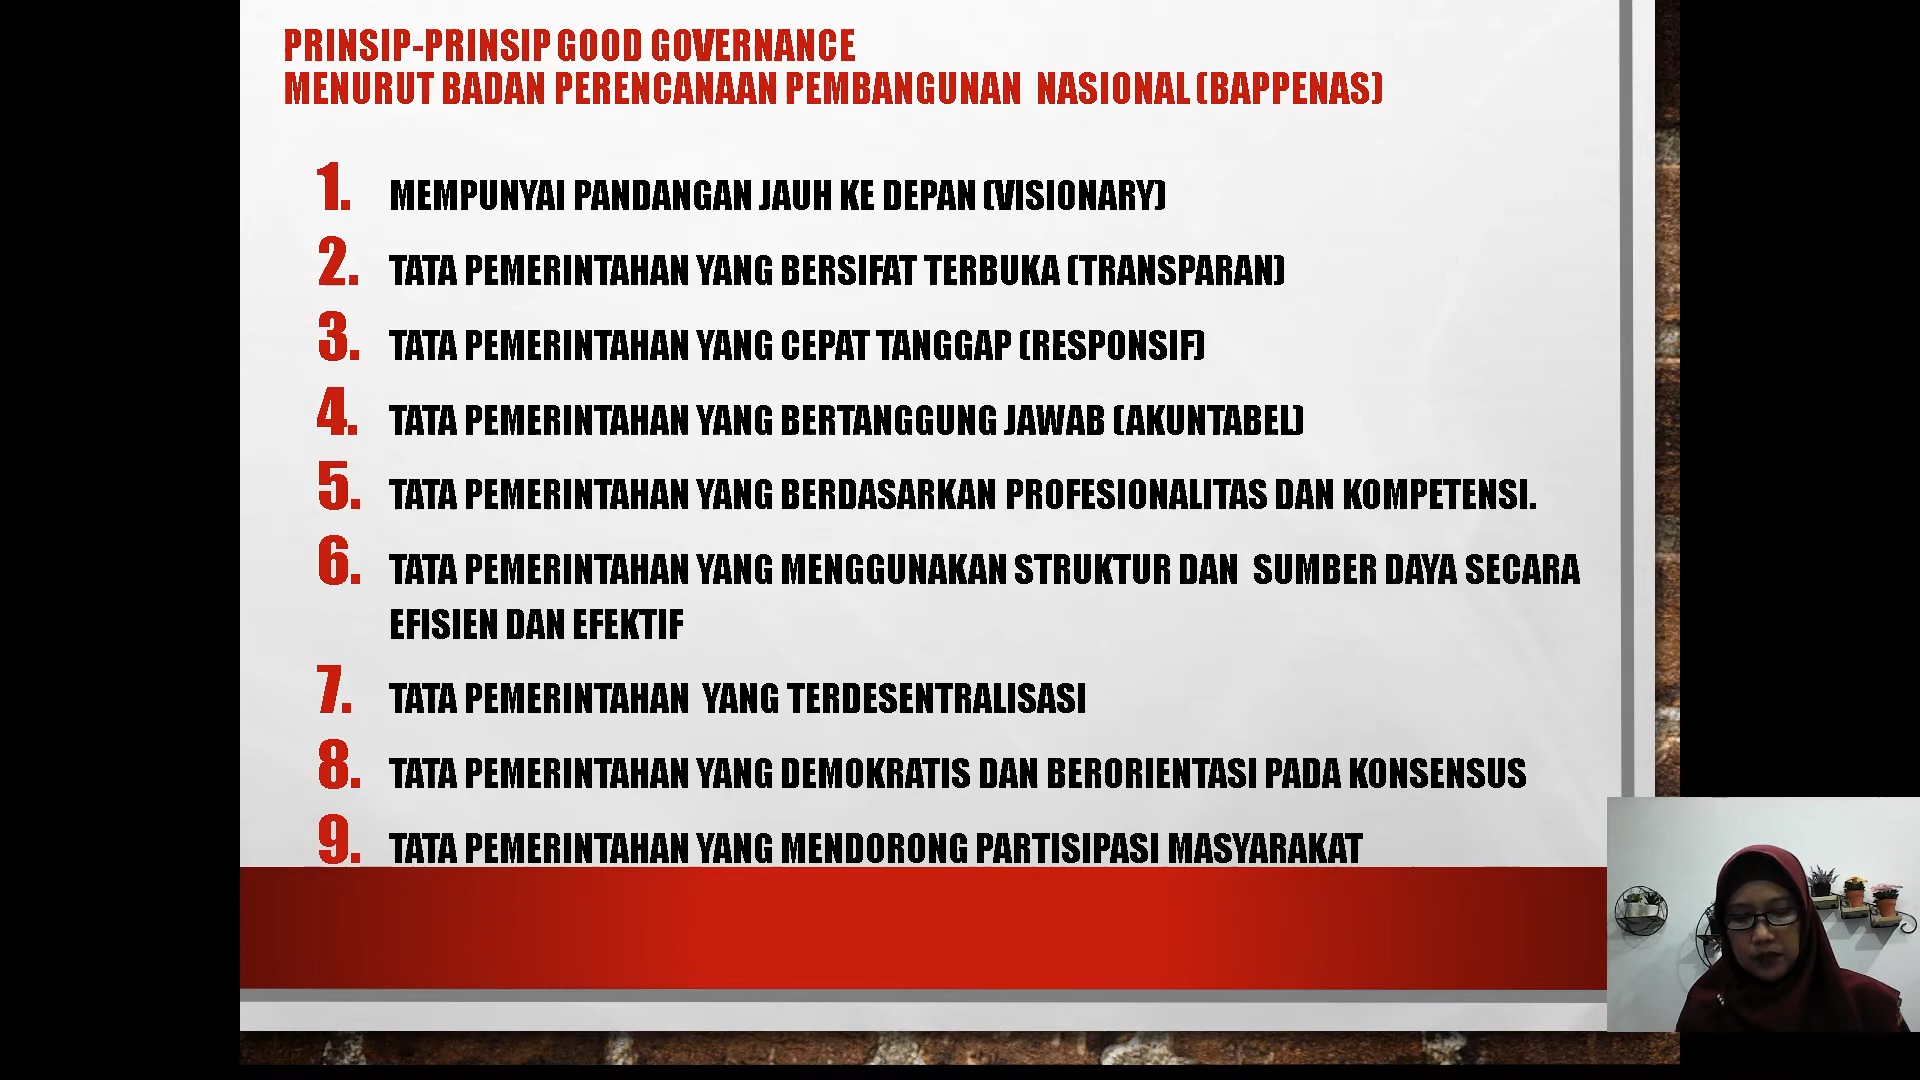 PRINSIP-PRINSIP GOOD GOVERNANCE
MENURUT BADAN PERENCANAAN PEMBANGUNAN NASIONAL (BAPPENAS)
1. MEMPUNYAI PANDANGAN JAUH KE DEPAN (VISIONARY)
2. TATA PEMERINTAHAN YANG BERSIFAT TERBUKA (TRANSPARAN)
3. TATA PEMERINTAHAN YANG CEPAT TANGGAP (RESPONSIF)
4. TATA PEMERINTAHAN YANG BERTANGGUNG JAWAB (AKUNTABEL)
5. TATA PEMERINTAHAN YANG BERDASARKAN PROFESIONALITAS DAN KOMPETENSI.
6. TATA PEMERINTAHAN YANG MENGGUNAKAN STRUKTUR DAN SUMBER DAYA SECARA
EFISIEN DAN EFEKTIF
7. TATA PEMERINTAHAN YANG TERDESENTRALISASI
8. TATA PEMERINTAHAN YANG DEMOKRATIS DAN BERORIENTASI PADA KONSENSUS
9. TATA PEMERINTAHAN YANG MENDORONG PARTISIPASI MASYARAKAT